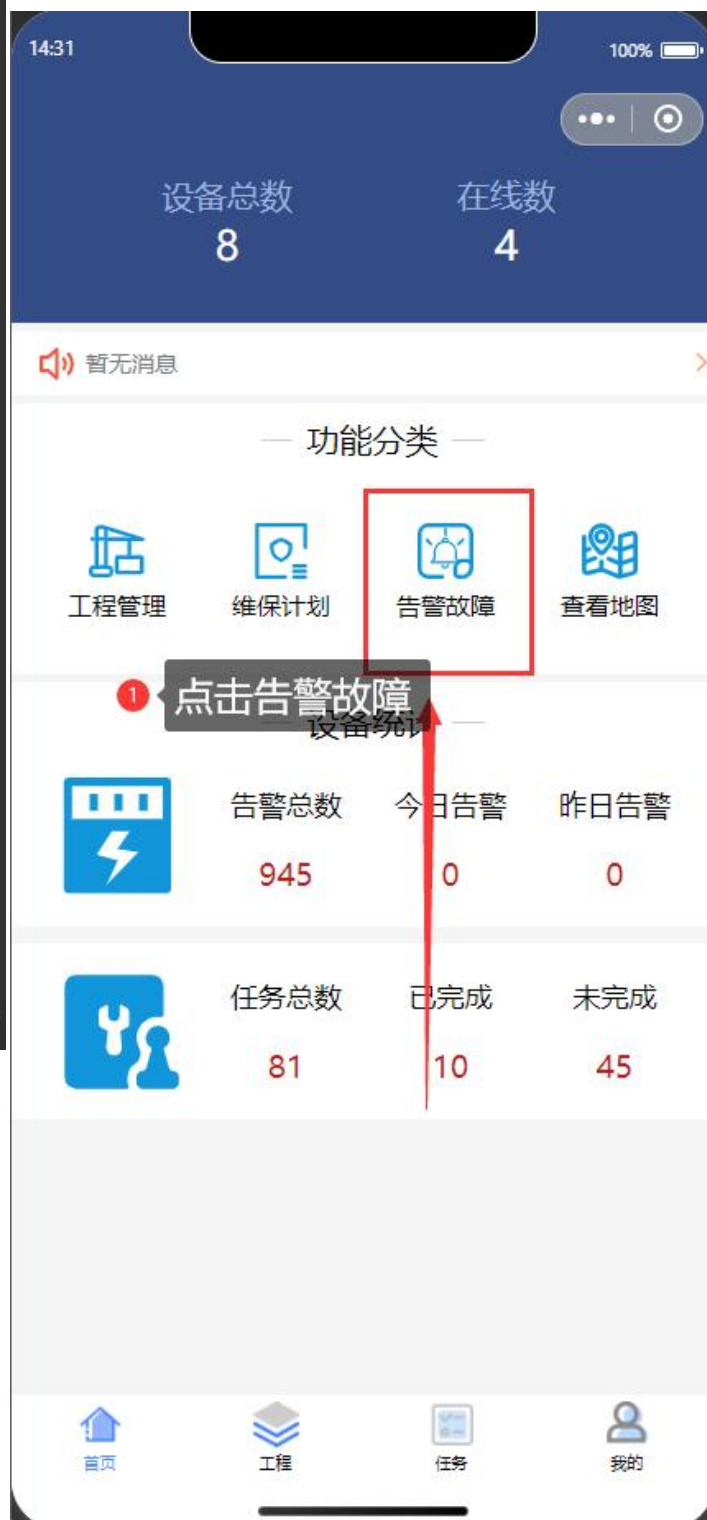 14:31
100%
设备总数 在线数
8 4
暂无消息
功能分类
工程管理 维保计划 告警故障 查看地图
1 点击告警故障
设备统计
告警总数 今日告警 昨日告警
945 0 0
任务总数 已完成 未完成
81 10 45
首页 工程 任务 我的